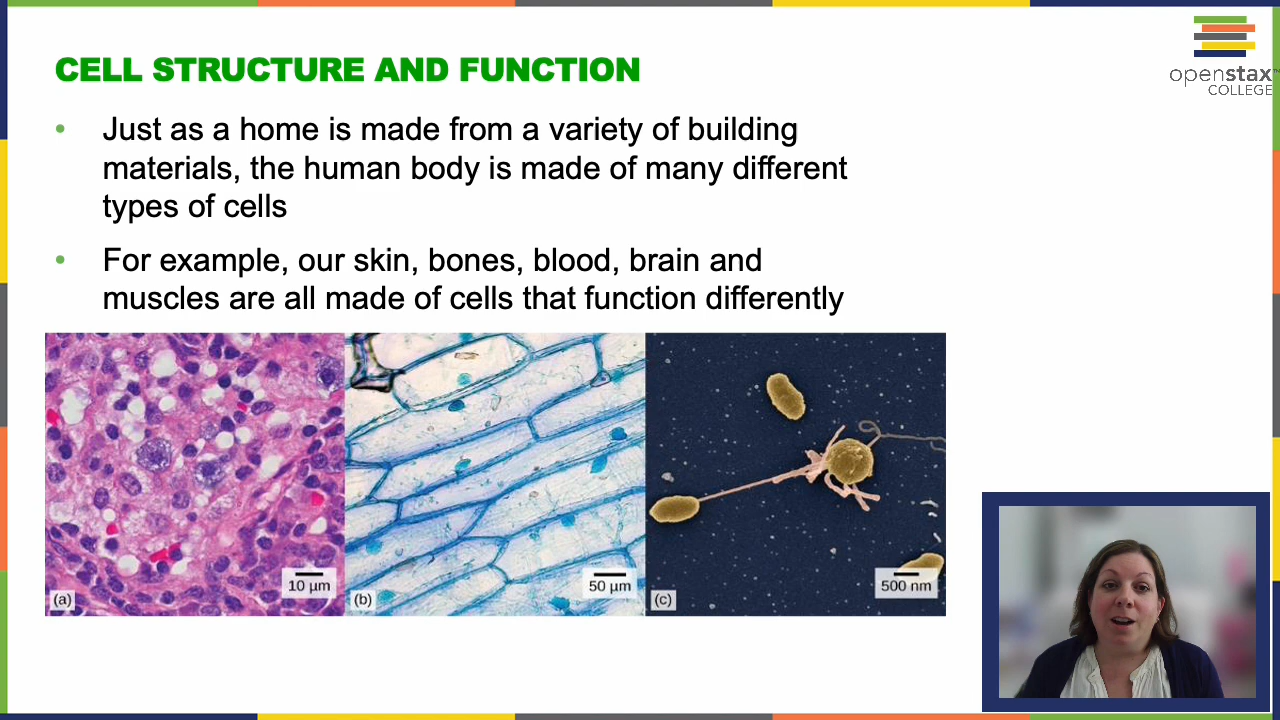 CELL STRUCTURE AND FUNCTION
openstax™
COLLEGE
• Just as a home is made from a variety of building
materials, the human body is made of many different
types of cells
• For example, our skin, bones, blood, brain and
muscles are all made of cells that function differently
10 µm
(a)
50 µm
(b)
500 nm
(c)